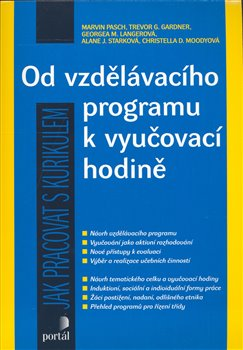 MARVIN PASCH, TREVOR G. GARDNER,
GEORGEA M. LANGEROVÁ,
ALANE J. STARKOVÁ, CHRISTELLA D. MOODYOVÁ
Od vzdělávacího
programu
k vyučovací
hodině
JAK PRACOVAT S KURIKULEM
Návrh vzdělávacího programu
Vyučování jako aktivní rozhodování
Nové přístupy k evaluaci
Výběr a realizace učebních činností
Návrh tematického celku a vyučovací hodiny
Induktivní, sociální a individuální formy práce
Žáci postižení, nadaní, odlišného etnika
Přehled programů pro řízení třídy
portál